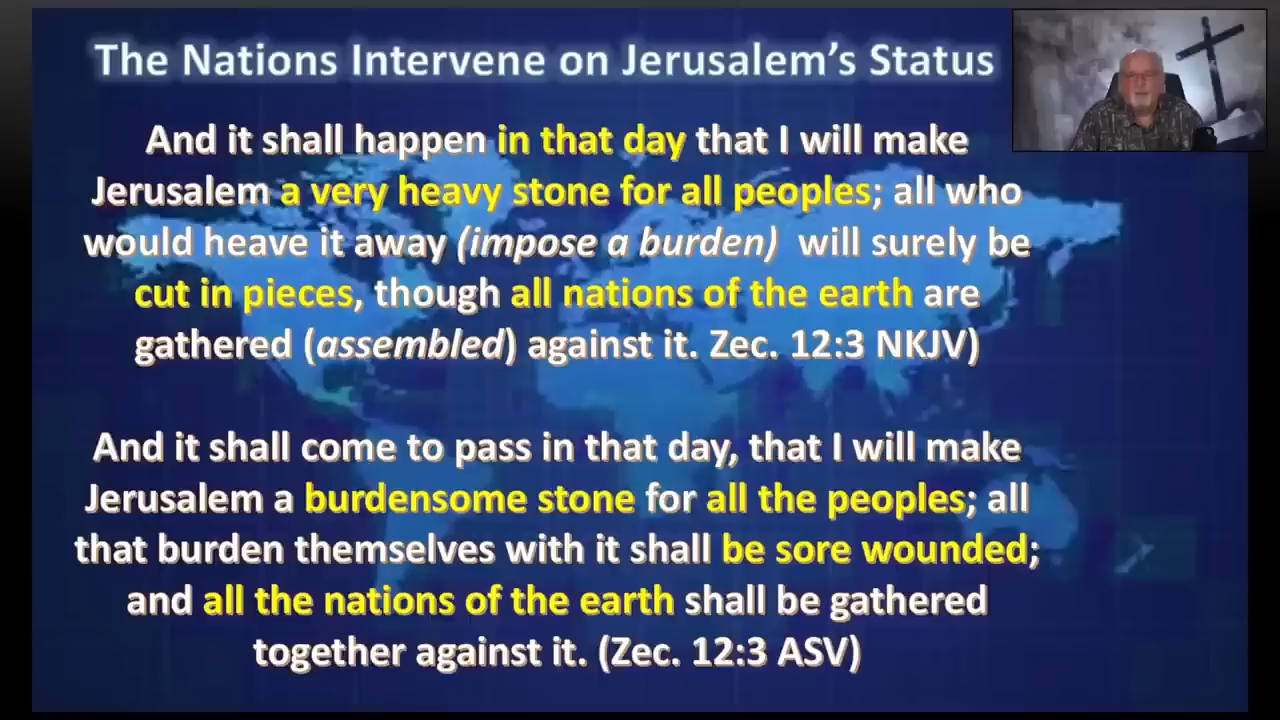 The Nations Intervene on Jerusalem’s Status
And it shall happen in that day that I will make
Jerusalem a very heavy stone for all peoples; all who
would heave it away (impose a burden) will surely be
cut in pieces, though all nations of the earth are
gathered (assembled) against it. Zec. 12:3 NKJV)
And it shall come to pass in that day, that I will make
Jerusalem a burdensome stone for all the peoples; all
that burden themselves with it shall be sore wounded;
and all the nations of the earth shall be gathered
together against it. (Zec. 12:3 ASV)